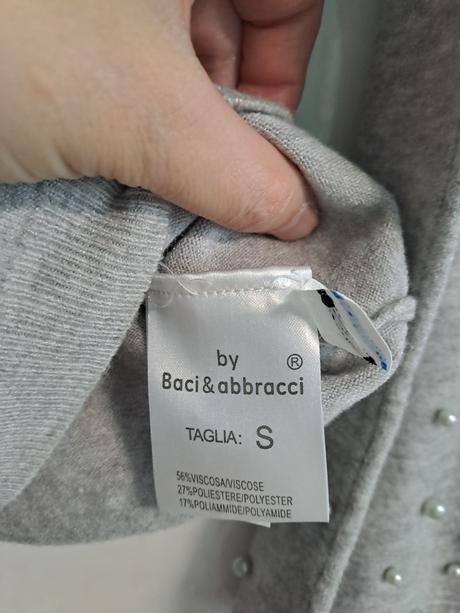 by ®
Baci&abbracci
TAGLIA: S
56%VISCOSA/VISCOSE
27%POLIESTERE/POLYESTER
17%POLIAMMIDE/POLYAMIDE